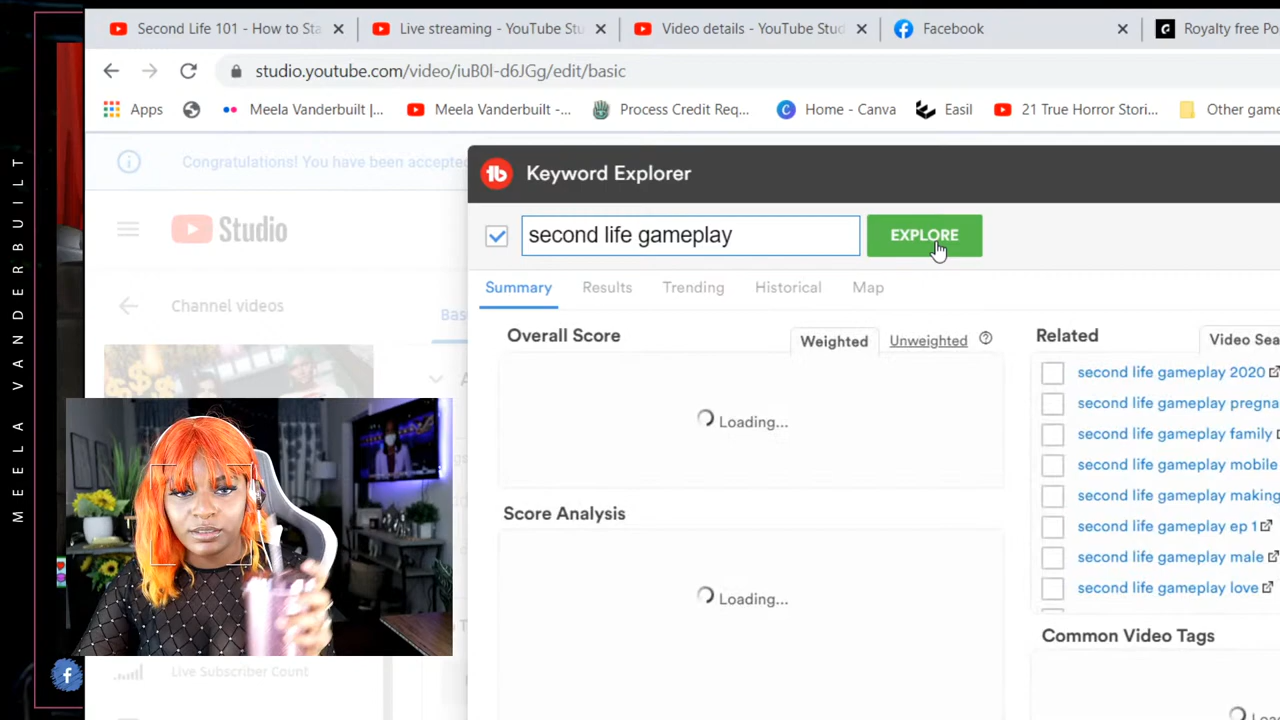 Second Life 101 - How to Sta
Live streaming - YouTube Stu
Video details - YouTube Stud
Facebook
Royalty free Po
studio.youtube.com/video/iuB0l-d6JGg/edit/basic
Apps
Meela Vanderbuilt |...
Meela Vanderbuilt -...
Process Credit Req...
Home - Canva
Easil
21 True Horror Stori...
Other game
Congratulations! You have been accepted
Keyword Explorer
Studio
second life gameplay
EXPLORE
Summary
Results
Trending
Historical
Map
Channel videos
Bas
Overall Score
Weighted
Unweighted
Related
Video Sea
Loading...
second life gameplay 2020
second life gameplay pregna
second life gameplay family
second life gameplay mobile
second life gameplay making
second life gameplay ep 1
second life gameplay male
second life gameplay love
Score Analysis
Loading...
Common Video Tags
Live Subscriber Count
MEELA VANDERBUILT